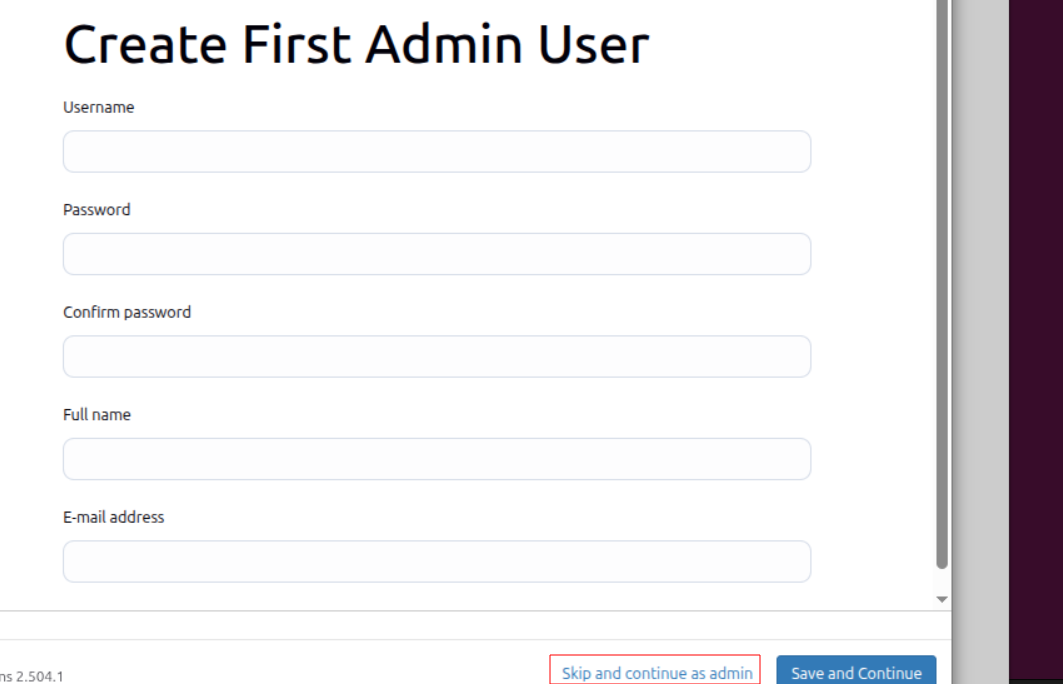 Create First Admin User
Username
Password
Confirm password
Full name
E-mail address
ns 2.504.1
Skip and continue as admin
Save and Continue